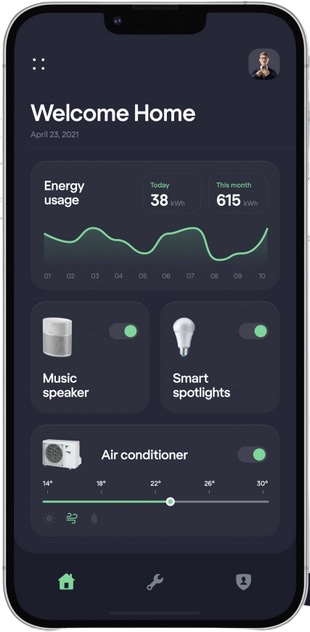 Welcome Home
April 23, 2021
Energy
usage
Today
38 kWh
This month
615 kWh
01 02 03 04 05 06 07 08 09 10
Music
speaker
Smart
spotlights
Air conditioner
14° 18° 22° 26° 30°